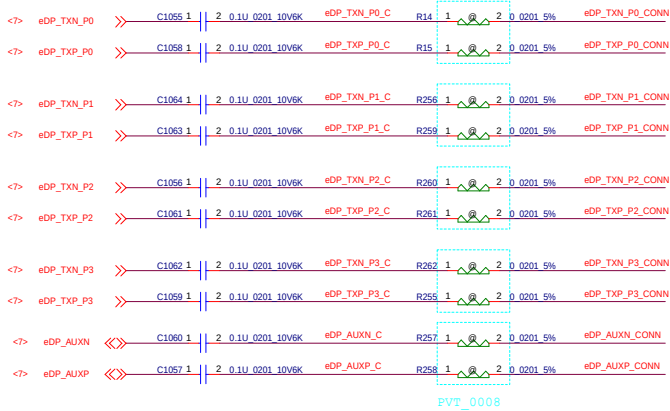 <7> eDP_TXN_P0 C1055 1 2 0.1U_0201_10V6K eDP_TXN_P0_C R14 1 @ 2 0_0201_5% eDP_TXN_P0_CONN
<7> eDP_TXP_P0 C1058 1 2 0.1U_0201_10V6K eDP_TXP_P0_C R15 1 @ 2 0_0201_5% eDP_TXP_P0_CONN
<7> eDP_TXN_P1 C1064 1 2 0.1U_0201_10V6K eDP_TXN_P1_C R256 1 @ 2 0_0201_5% eDP_TXN_P1_CONN
<7> eDP_TXP_P1 C1063 1 2 0.1U_0201_10V6K eDP_TXP_P1_C R259 1 @ 2 0_0201_5% eDP_TXP_P1_CONN
<7> eDP_TXN_P2 C1056 1 2 0.1U_0201_10V6K eDP_TXN_P2_C R260 1 @ 2 0_0201_5% eDP_TXN_P2_CONN
<7> eDP_TXP_P2 C1061 1 2 0.1U_0201_10V6K eDP_TXP_P2_C R261 1 @ 2 0_0201_5% eDP_TXP_P2_CONN
<7> eDP_TXN_P3 C1062 1 2 0.1U_0201_10V6K eDP_TXN_P3_C R262 1 @ 2 0_0201_5% eDP_TXN_P3_CONN
<7> eDP_TXP_P3 C1059 1 2 0.1U_0201_10V6K eDP_TXP_P3_C R255 1 @ 2 0_0201_5% eDP_TXP_P3_CONN
<7> eDP_AUXN C1060 1 2 0.1U_0201_10V6K eDP_AUXN_C R257 1 @ 2 0_0201_5% eDP_AUXN_CONN
<7> eDP_AUXP C1057 1 2 0.1U_0201_10V6K eDP_AUXP_C R258 1 @ 2 0_0201_5% eDP_AUXP_CONN
PVT_0008